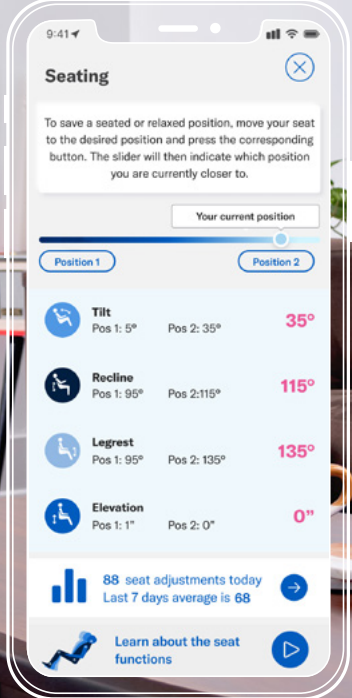 9:41
Seating
To save a seated or relaxed position, move your seat
to the desired position and press the corresponding
button. The slider will then indicate which position
you are currently closer to.
Your current position
Position 1
Position 2
Tilt
Pos 1: 5° Pos 2: 35°
35°
Recline
Pos 1: 95° Pos 2:115°
115°
Legrest
Pos 1: 95° Pos 2: 135°
135°
Elevation
Pos 1: 1" Pos 2: 0"
0”
88 seat adjustments today
Last 7 days average is 68
Learn about the seat
functions